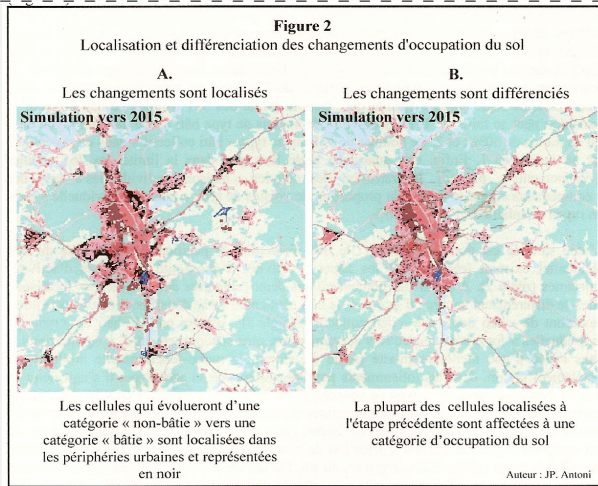 Figure 2
Localisation et différenciation des changements d'occupation du sol
A.
Les changements sont localisés
Simulation vers 2015
Les cellules qui évolueront d'une
catégorie « non-bâtie » vers une
catégorie « bâtie » sont localisées dans
les périphéries urbaines et représentées
en noir
B.
Les changements sont différenciés
Simulation vers 2015
La plupart des cellules localisées à
l'étape précédente sont affectées à une
catégorie d'occupation du sol
Auteur : JP. Antoni